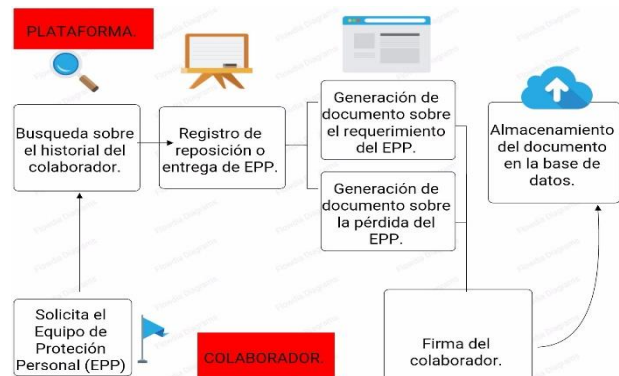 PLATAFORMA.
Busqueda sobre
el historial del
colaborador.
Registro de
reposición o
entrega de EPP.
Generación de
documento sobre
el requerimiento
del EPP.
Generación de
documento sobre
la pérdida del
EPP.
Almacenamiento
del documento
en la base de
datos.
Solicita el
Equipo de
Proteción
Personal (EPP)
COLABORADOR.
Firma del
colaborador.